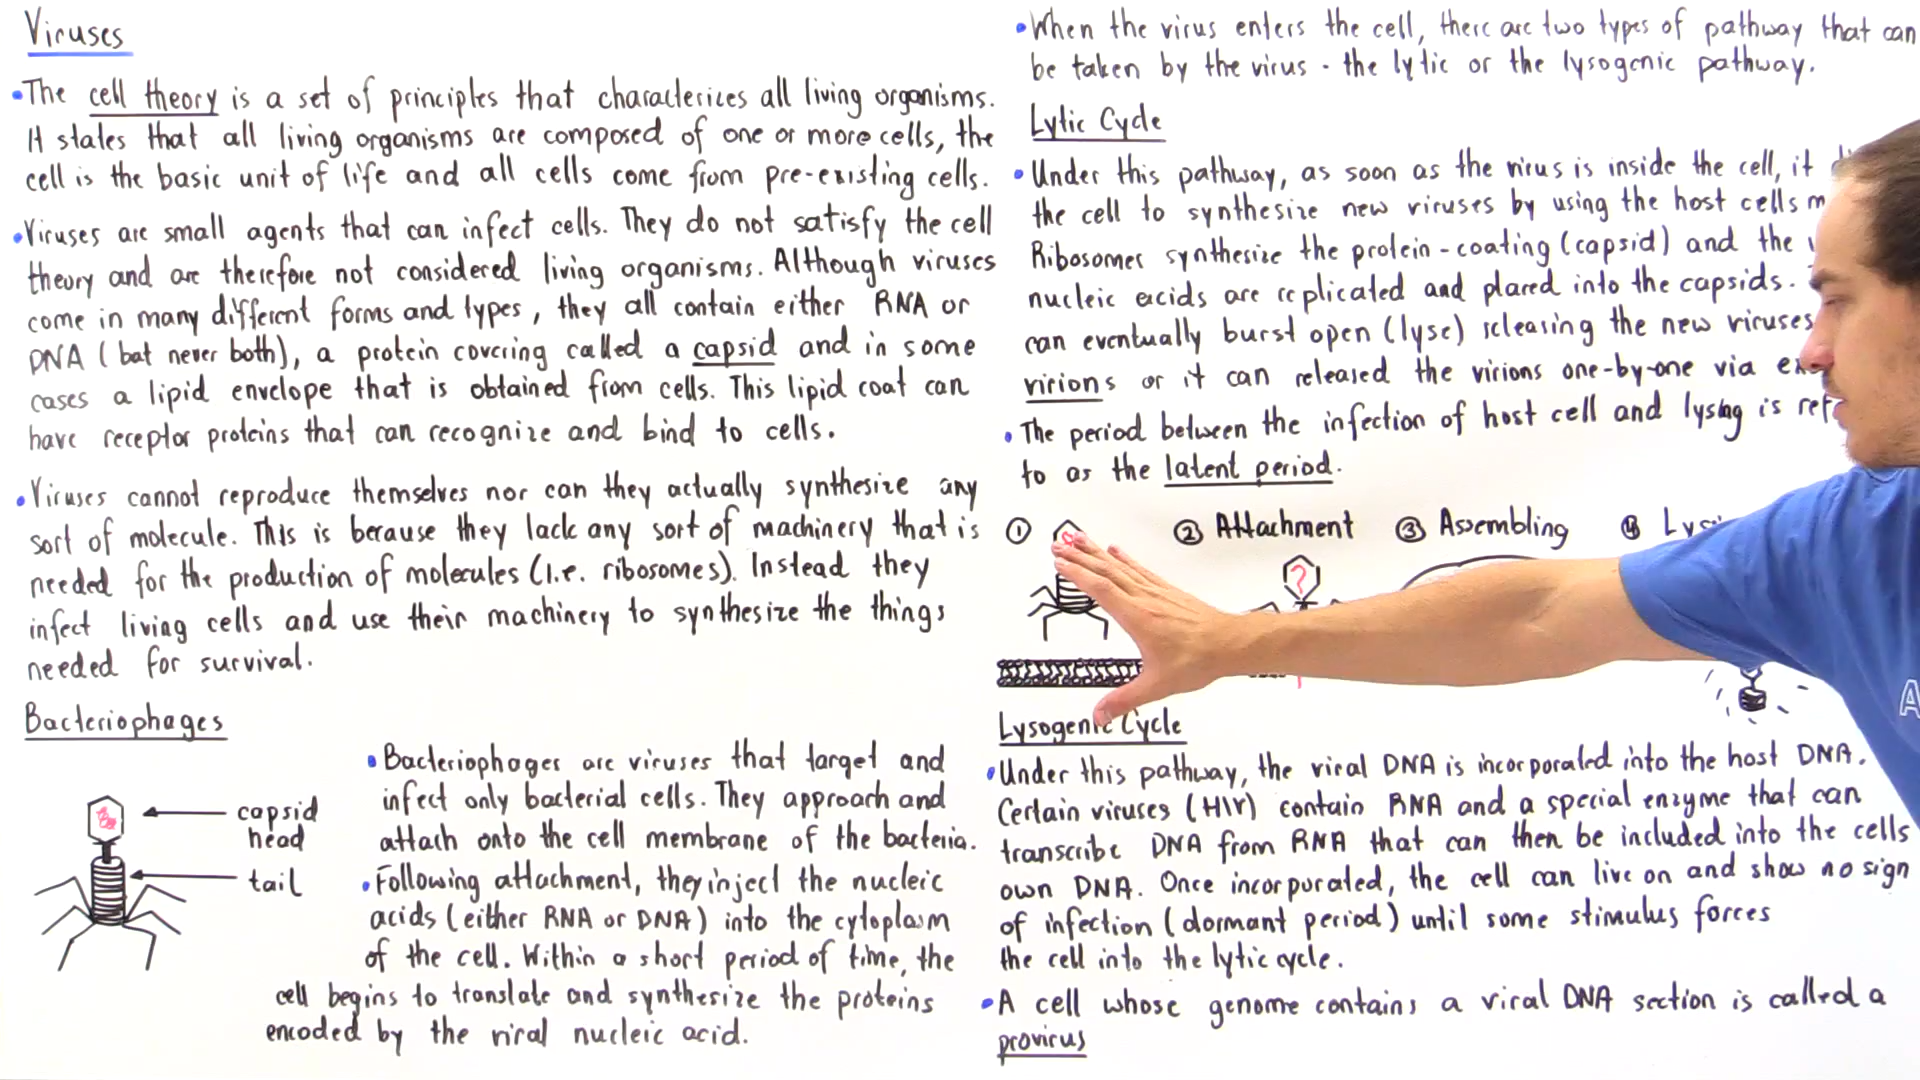 Viruses
•The cell theory is a set of principles that characterizes all living organisms.
It states that all living organisms are composed of one or more cells, the
cell is the basic unit of life and all cells come from pre-existing cells.
•Viruses are small agents that can infect cells. They do not satisfy the cell
theory and are therefore not considered living organisms. Although viruses
come in many different forms and types, they all contain either RNA or
DNA (but never both), a protein covering called a capsid and in some
cases a lipid envelope that is obtained from cells. This lipid coat can
have receptor proteins that can recognize and bind to cells.
•Viruses cannot reproduce themselves nor can they actually synthesize any
sort of molecule. This is because they lack any sort of machinery that is
needed for the production of molecules (i.e. ribosomes). Instead they
infect living cells and use their machinery to synthesize the things
needed for survival.
Bacteriophages
capsid
head
tail
•Bacteriophages are viruses that target and
infect only bacterial cells. They approach and
attach onto the cell membrane of the bacteria.
•Following attachment, they inject the nucleic
acids (either RNA or DNA) into the cytoplasm
of the cell. Within a short period of time, the
cell begins to translate and synthesize the proteins
encoded by the viral nucleic acid.
•When the virus enters the cell, there are two types of pathway that can
be taken by the virus - the lytic or the lysogenic pathway.
Lytic Cycle
•Under this pathway, as soon as the virus is inside the cell, it
the cell to synthesize new viruses by using the host cells
Ribosomes synthesize the protein-coating (capsid) and the
nucleic acids are replicated and placed into the capsids.
can eventually burst open (lyse) releasing the new viruses
virions or it can released the virions one-by-one via
•The period between the infection of host cell and lysing is
to as the latent period.
① ② Attachment ③ Assembling ④
Lysogenic Cycle
•Under this pathway, the viral DNA is incorporated into the host DNA.
Certain viruses (HIV) contain RNA and a special enzyme that can
transcribe DNA from RNA that can then be included into the cells
own DNA. Once incorporated, the cell can live on and show no sign
of infection (dormant period) until some stimulus forces
the cell into the lytic cycle.
•A cell whose genome contains a viral DNA section is called a
provirus
A